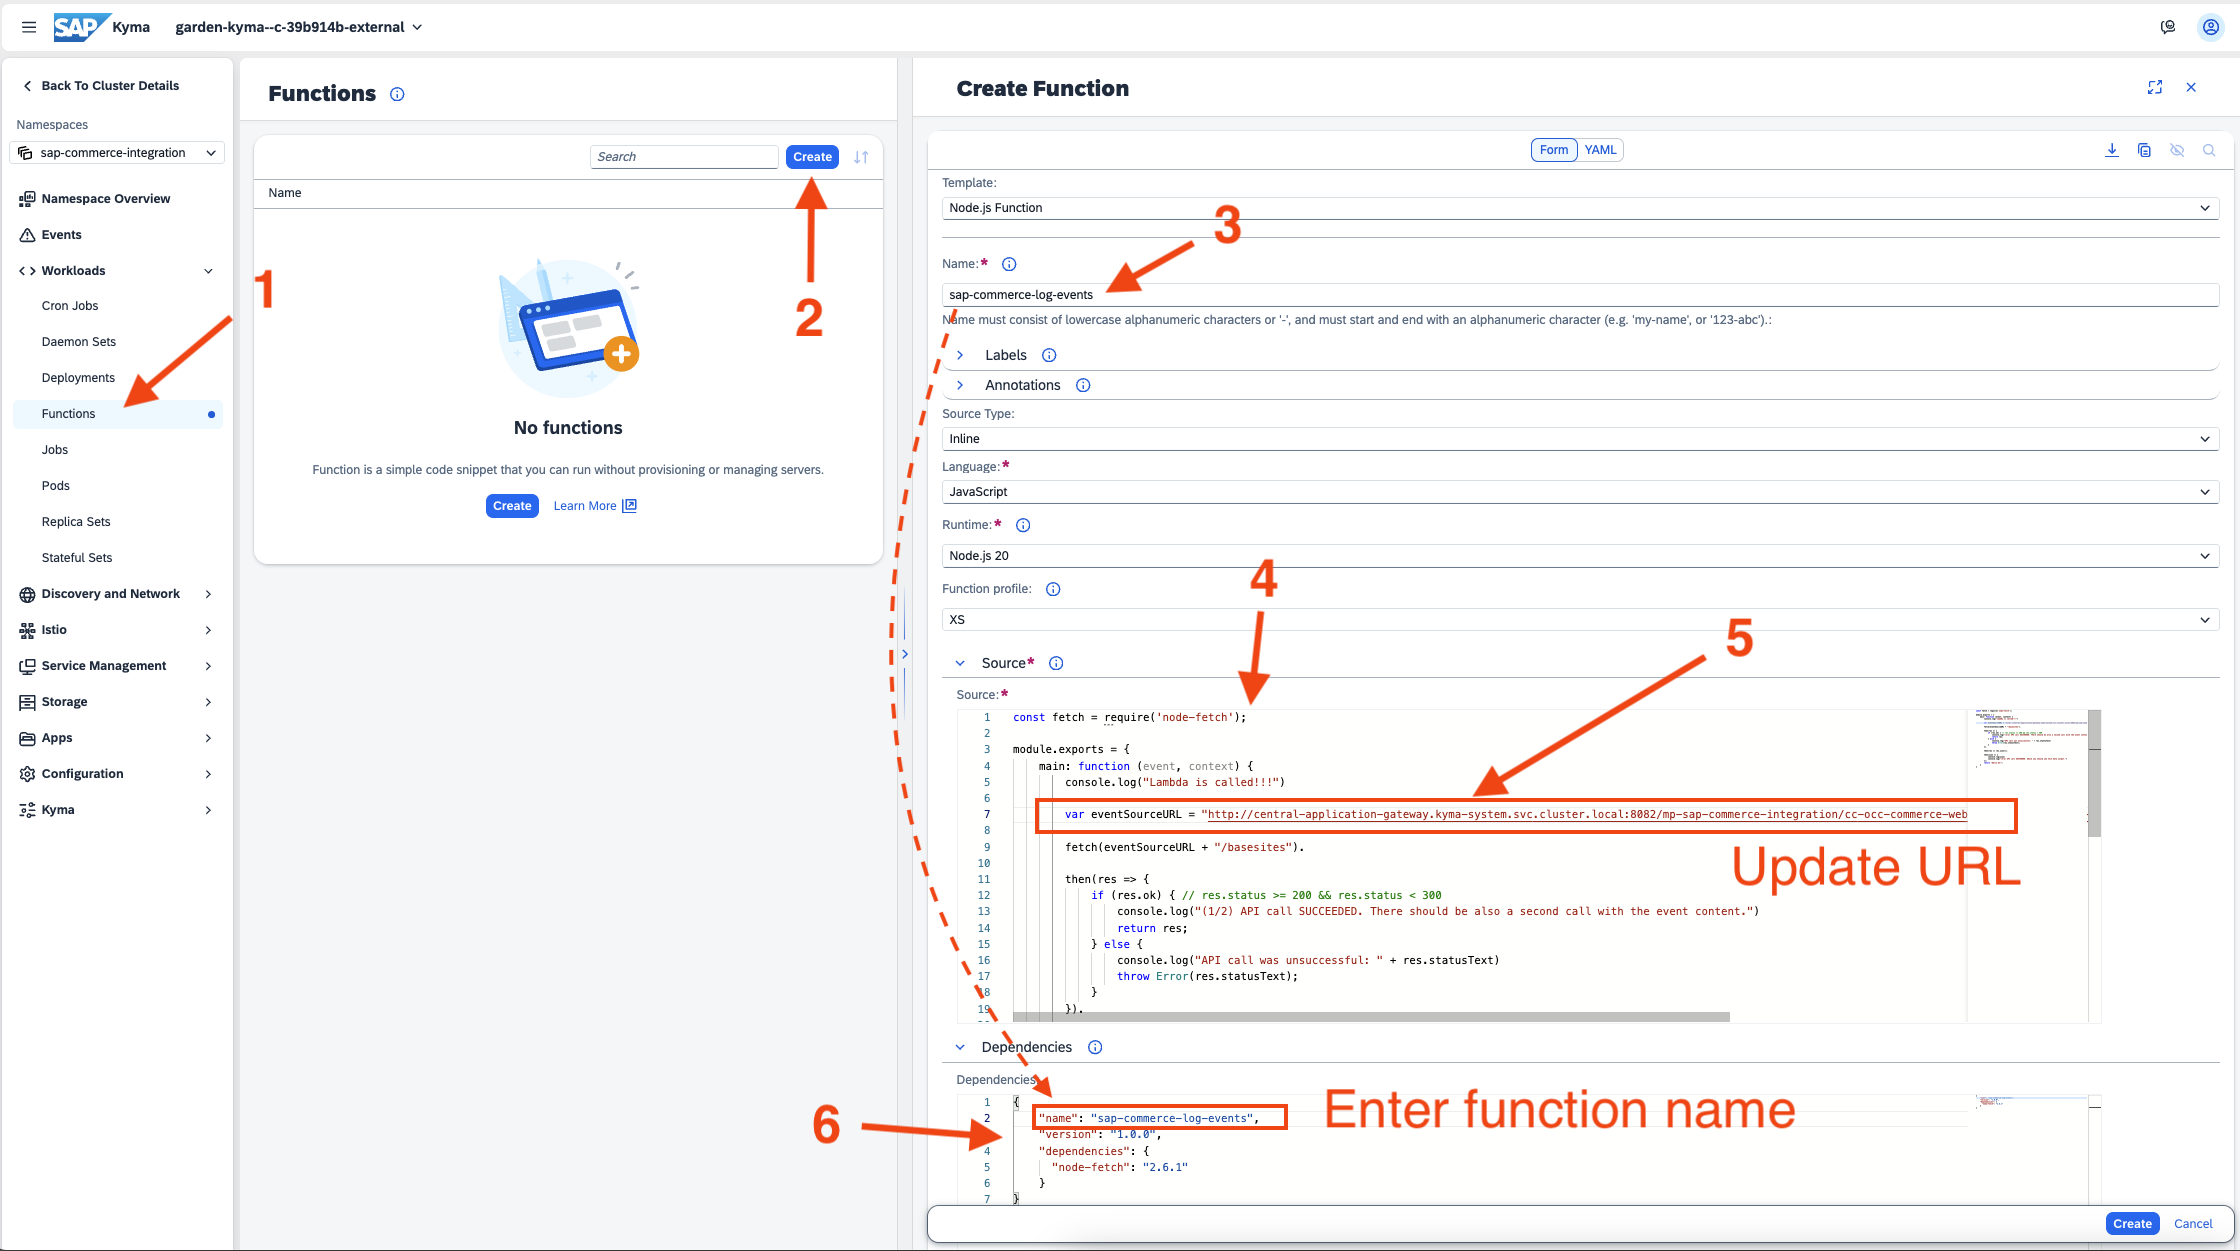 SAP Kyma garden-kyma--c-39b914b-external
Back To Cluster Details
Namespaces
sap-commerce-integration
Namespace Overview
Events
Workloads
Cron Jobs
Daemon Sets
Deployments
Functions
Jobs
Pods
Replica Sets
Stateful Sets
Discovery and Network
Istio
Service Management
Storage
Apps
Configuration
Kyma
1
Functions
Search Create
Name
2
No functions
Function is a simple code snippet that you can run without provisioning or managing servers.
Create Learn More
Create Function
Form YAML
Template:
Node.js Function
3
Name:*
sap-commerce-log-events
Name must consist of lowercase alphanumeric characters or '-', and must start and end with an alphanumeric character (e.g. 'my-name', or '123-abc').:
Labels
Annotations
Source Type:
Inline
Language:*
JavaScript
Runtime:*
Node.js 20
4
Function profile:
XS
5
Source*
Source:*
1 const fetch = require('node-fetch');
2
3 module.exports = {
4 main: function (event, context) {
5 console.log("Lambda is called!!!")
6
7 var eventSourceURL = "http://central-application-gateway.kyma-system.svc.cluster.local:8082/mp-sap-commerce-integration/cc-occ-commerce-web
8
9 fetch(eventSourceURL + "/basesites").
Update URL
10
11 then(res => {
12 if (res.ok) { // res.status >= 200 && res.status < 300
13 console.log("(1/2) API call SUCCEEDED. There should be also a second call with the event content.")
14 return res;
15 } else {
16 console.log("API call was unsuccessful: " + res.statusText)
17 throw Error(res.statusText);
18 }
19 }).
Dependencies
Dependencies
1 {
2 "name": "sap-commerce-log-events",
Enter function name
"version": "1.0.0",
6
4 "dependencies": {
5 "node-fetch": "2.6.1"
6 }
7 }
Create Cancel